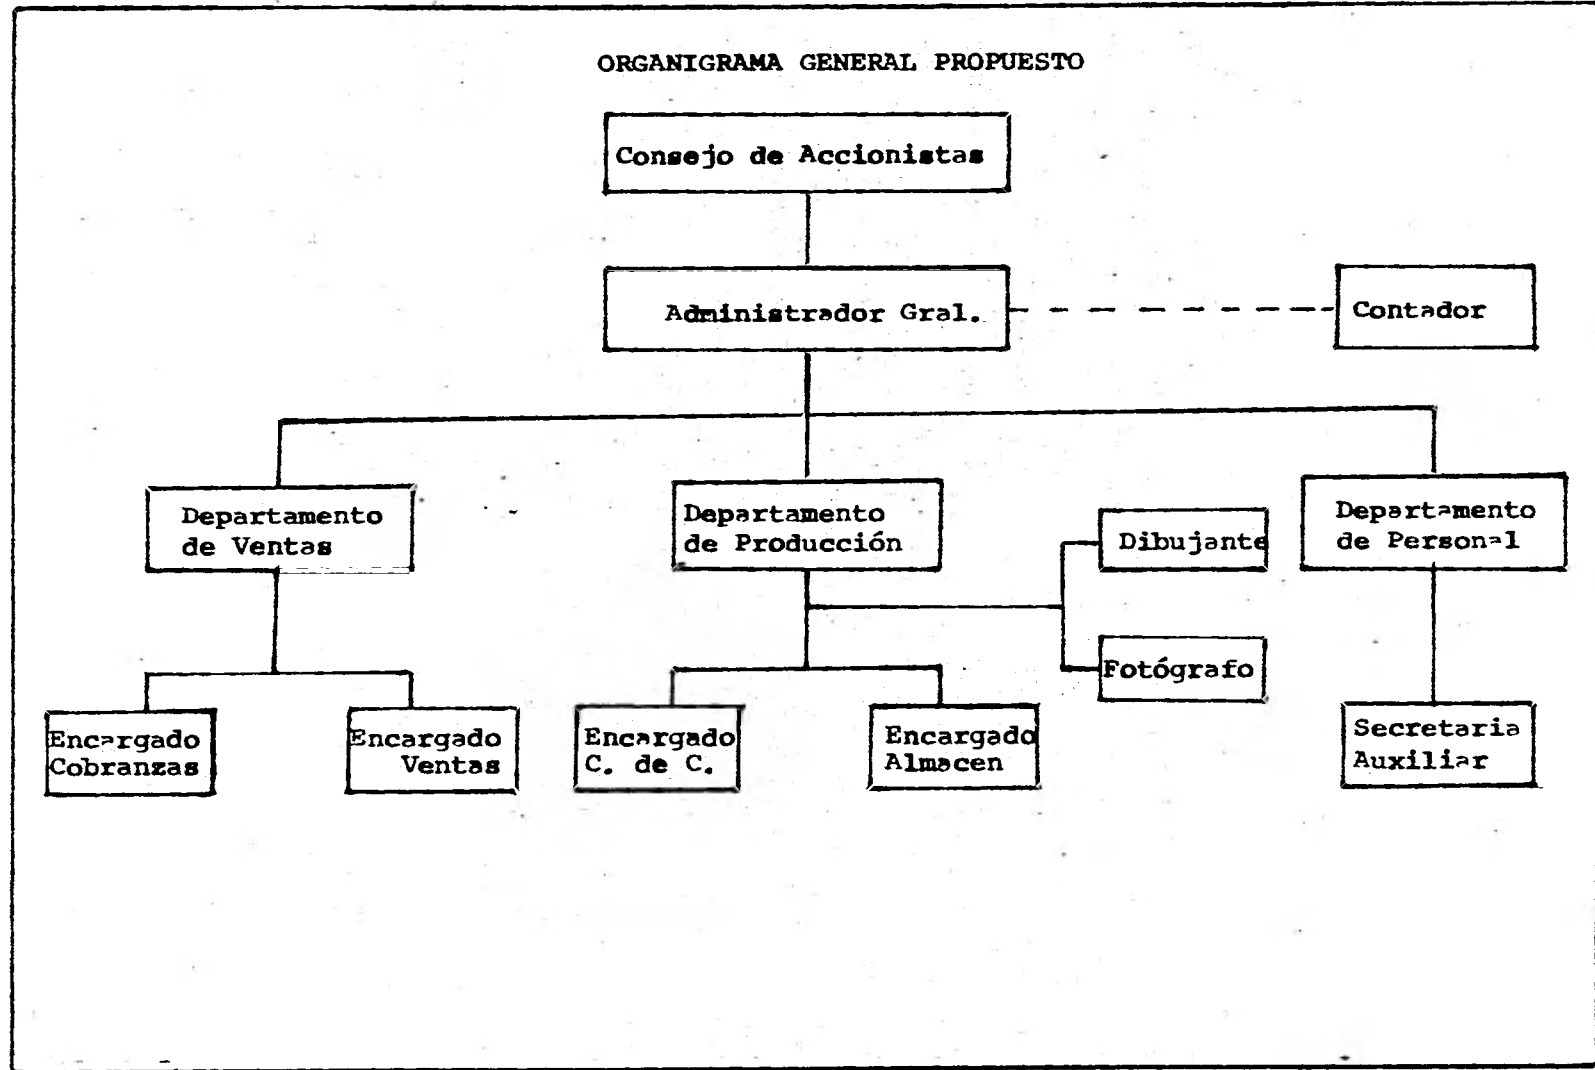 ORGANIGRAMA GENERAL PROPUESTO
Consejo de Accionistas
Administrador Gral.
Contador
Departamento
de Ventas
Departamento
de Producción
Dibujante
Fotógrafo
Departamento
de Personal
Encargado
Cobranzas
Encargado
Ventas
Encargado
C. de C.
Encargado
Almacen
Secretaria
Auxiliar